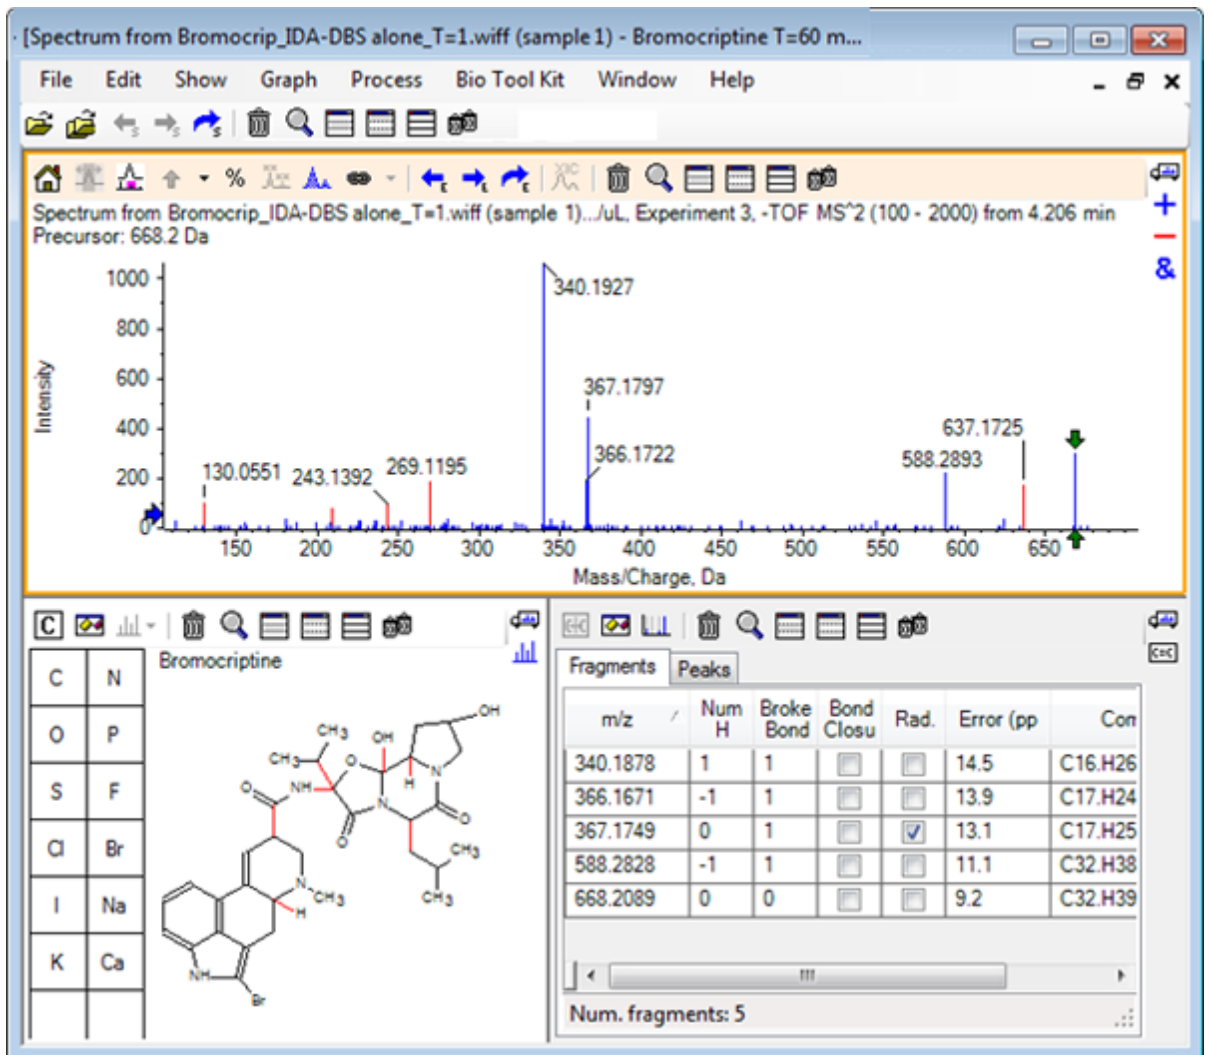 [Spectrum from Bromocrip_IDA-DBS alone_T=1.wiff (sample 1) - Bromocriptine T=60 m...
File Edit Show Graph Process Bio Tool Kit Window Help
Spectrum from Bromocrip_IDA-DBS alone_T=1.wiff (sample 1).../uL, Experiment 3, -TOF MS^2 (100 - 2000) from 4.206 min
Precursor: 668.2 Da
1000
800
600
400
200
0
Intensity
340.1927
367.1797
366.1722
637.1725
588.2893
130.0551
243.1392
269.1195
150 200 250 300 350 400 450 500 550 600 650
Mass/Charge, Da
C N
O P
S F
Cl Br
I Na
K Ca
Bromocriptine
OH
CH3
OH
CH3
O
H
N
O
NH
N
O
O
O
CH3
N
CH3
H
CH3
NH
Br
Fragments Peaks
m/z Num H Broke Bond Bond Closu Rad. Error (pp Con
340.1878 1 1 14.5 C16.H26
366.1671 -1 1 13.9 C17.H24
367.1749 0 1 13.1 C17.H25
588.2828 -1 1 11.1 C32.H38
668.2089 0 0 9.2 C32.H39
Num. fragments: 5